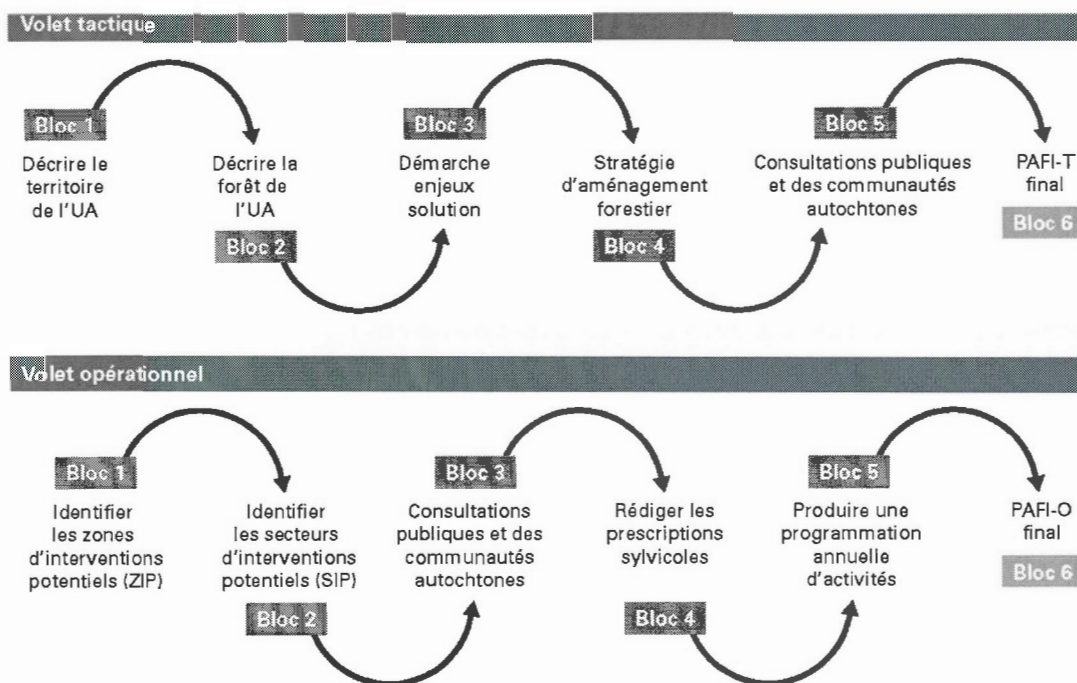 Volet tactique
Bloc 1
Décrire le
territoire
de l'UA
Décrire la
forêt de
l'UA
Bloc 2
Bloc 3
Démarche
enjeux
solution
Stratégie
d'aménagement
forestier
Bloc 4
Bloc 5
Consultations publiques
et des communautés
autochtones
PAFI-T
final
Bloc 6
Volet opérationnel
Bloc 1
Identifier
les zones
d'interventions
potentiels (ZIP)
Identifier
les secteurs
d'interventions
potentiels (SIP)
Bloc 2
Bloc 3
Consultations
publiques et des
communautés
autochtones
Rédiger les
prescriptions
sylvicoles
Bloc 4
Bloc 5
Produire une
programmation
annuelle
d'activités
PAFI-O
final
Bloc 6